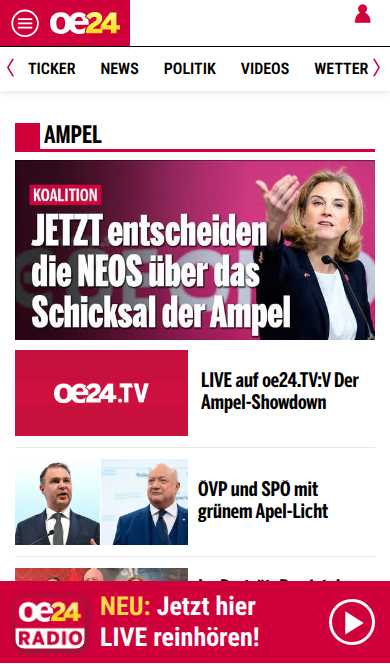 oe24
TICKER NEWS POLITIK VIDEOS WETTER
AMPEL
KOALITION
JETZT entscheiden
die NEOS über das
Schicksal der Ampel
oe24.TV
LIVE auf oe24.TV:V Der
Ampel-Showdown
ÖVP und SPÖ mit
grünem Apel-Licht
oe24
RADIO
NEU: Jetzt hier
LIVE reinhören!